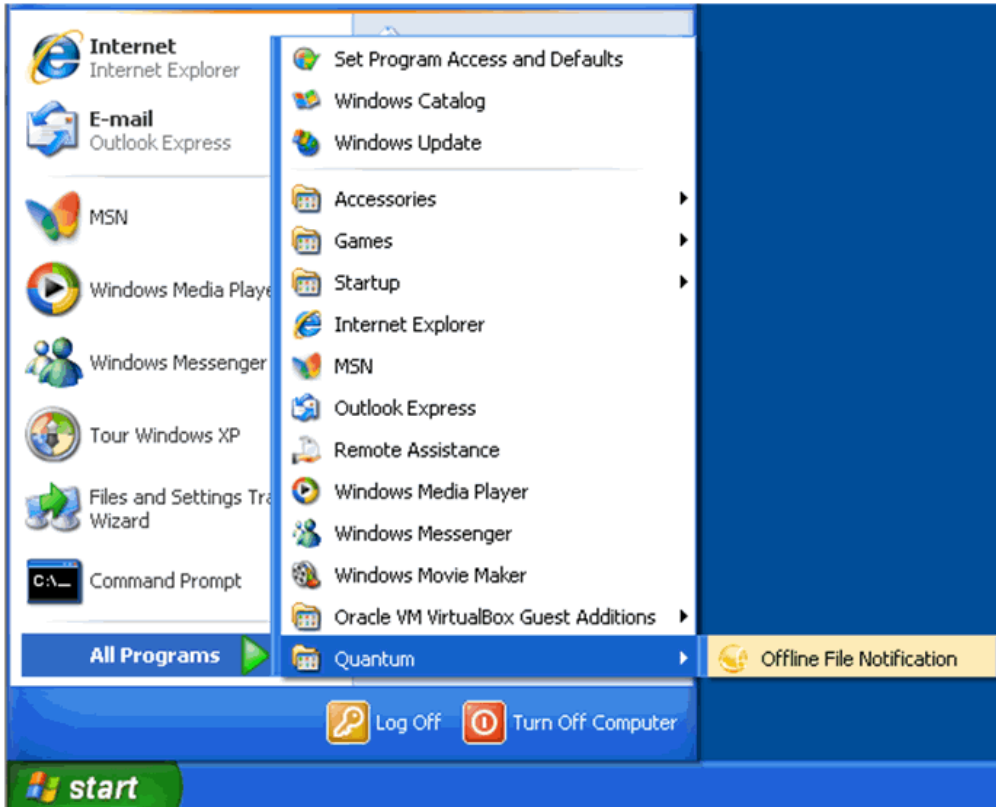 Internet
Internet Explorer
E-mail
Outlook Express
MSN
Windows Media Playe
Windows Messenger
Tour Windows XP
Files and Settings Tra
Wizard
C:\_
Command Prompt
All Programs
Set Program Access and Defaults
Windows Catalog
Windows Update
Accessories
Games
Startup
Internet Explorer
MSN
Outlook Express
Remote Assistance
Windows Media Player
Windows Messenger
Windows Movie Maker
Oracle VM VirtualBox Guest Additions
Quantum
Offline File Notification
Log Off
Turn Off Computer
start